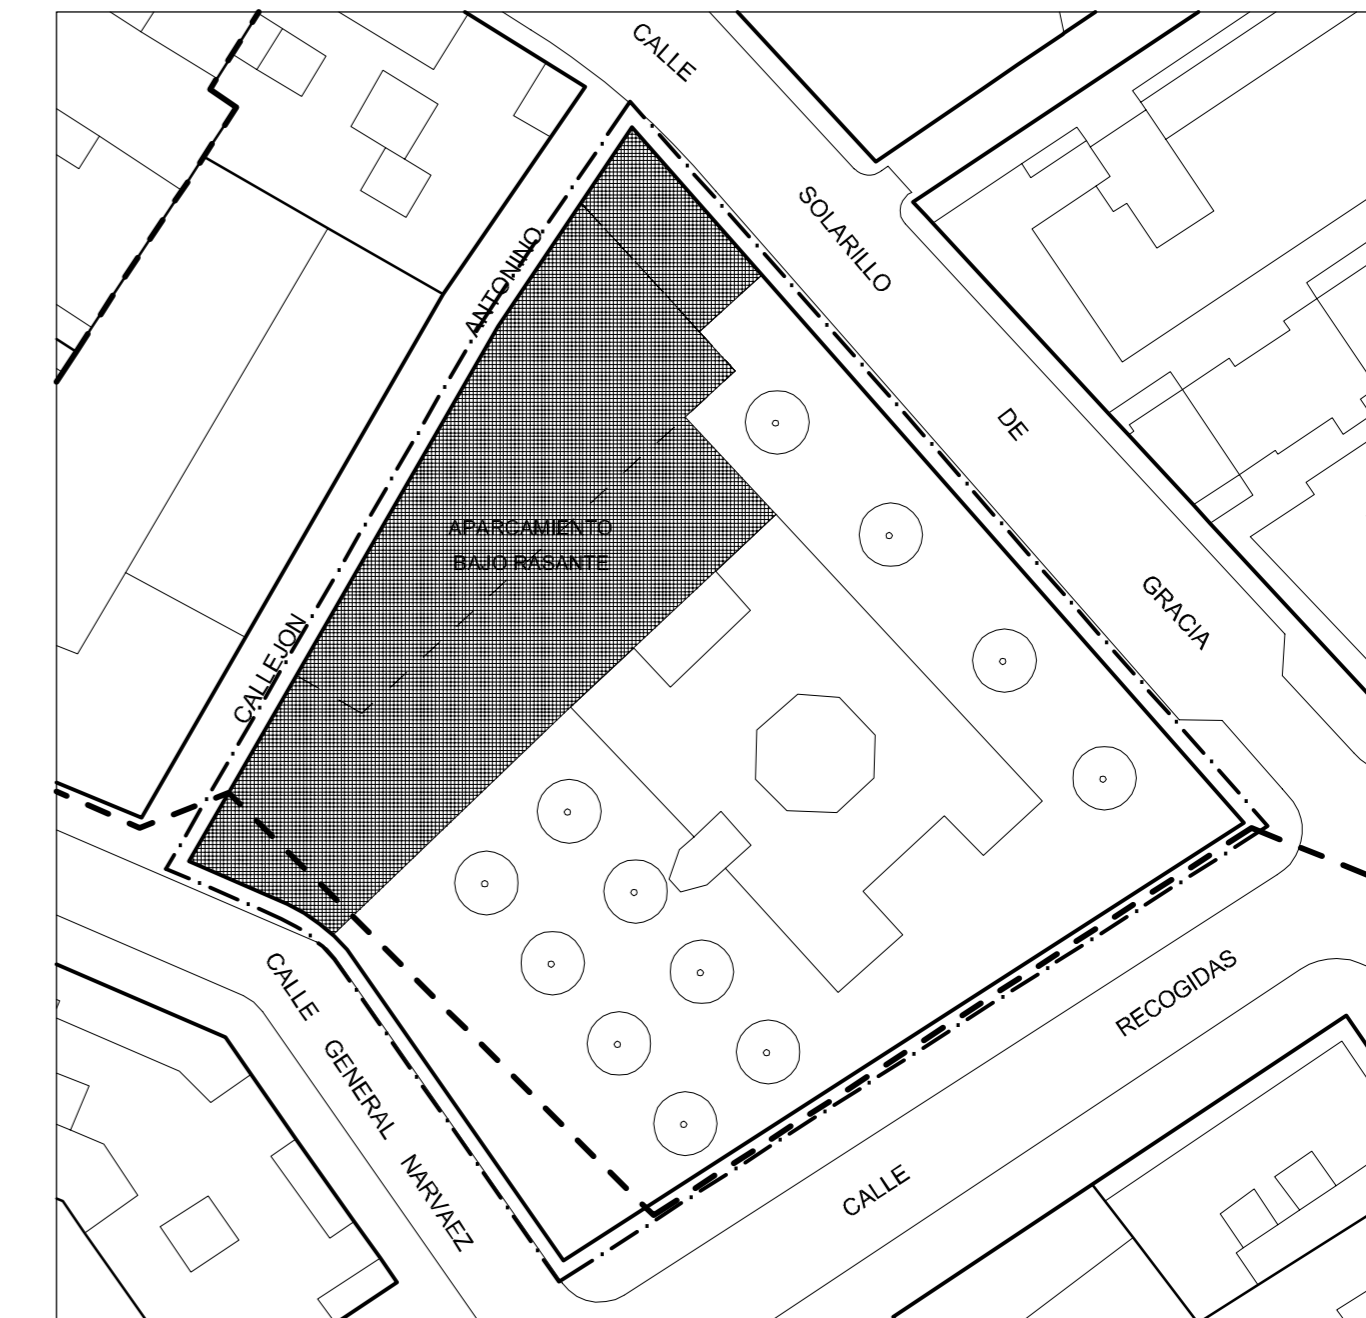 CALLE
SOLARILLO
DE
GRACIA
CALLEJON
ANTONINO
APARCAMIENTO
BAJO RASANTE
CALLE
GENERAL
NARVAEZ
CALLE
RECOGIDAS